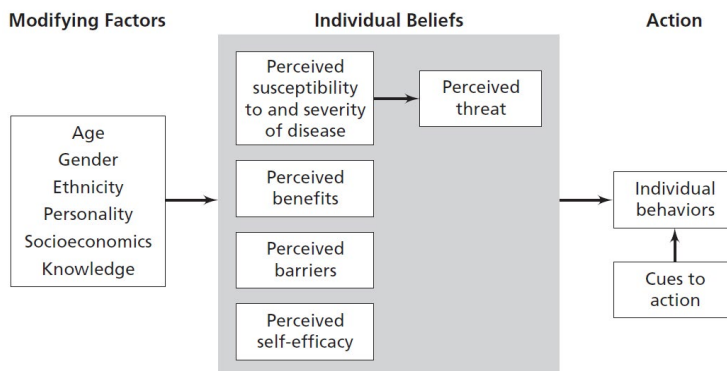 Modifying Factors
Individual Beliefs
Action
Age
Gender
Ethnicity
Personality
Socioeconomics
Knowledge
Perceived
susceptibility
to and severity
of disease
Perceived
threat
Perceived
benefits
Perceived
barriers
Perceived
self-efficacy
Individual
behaviors
Cues to
action